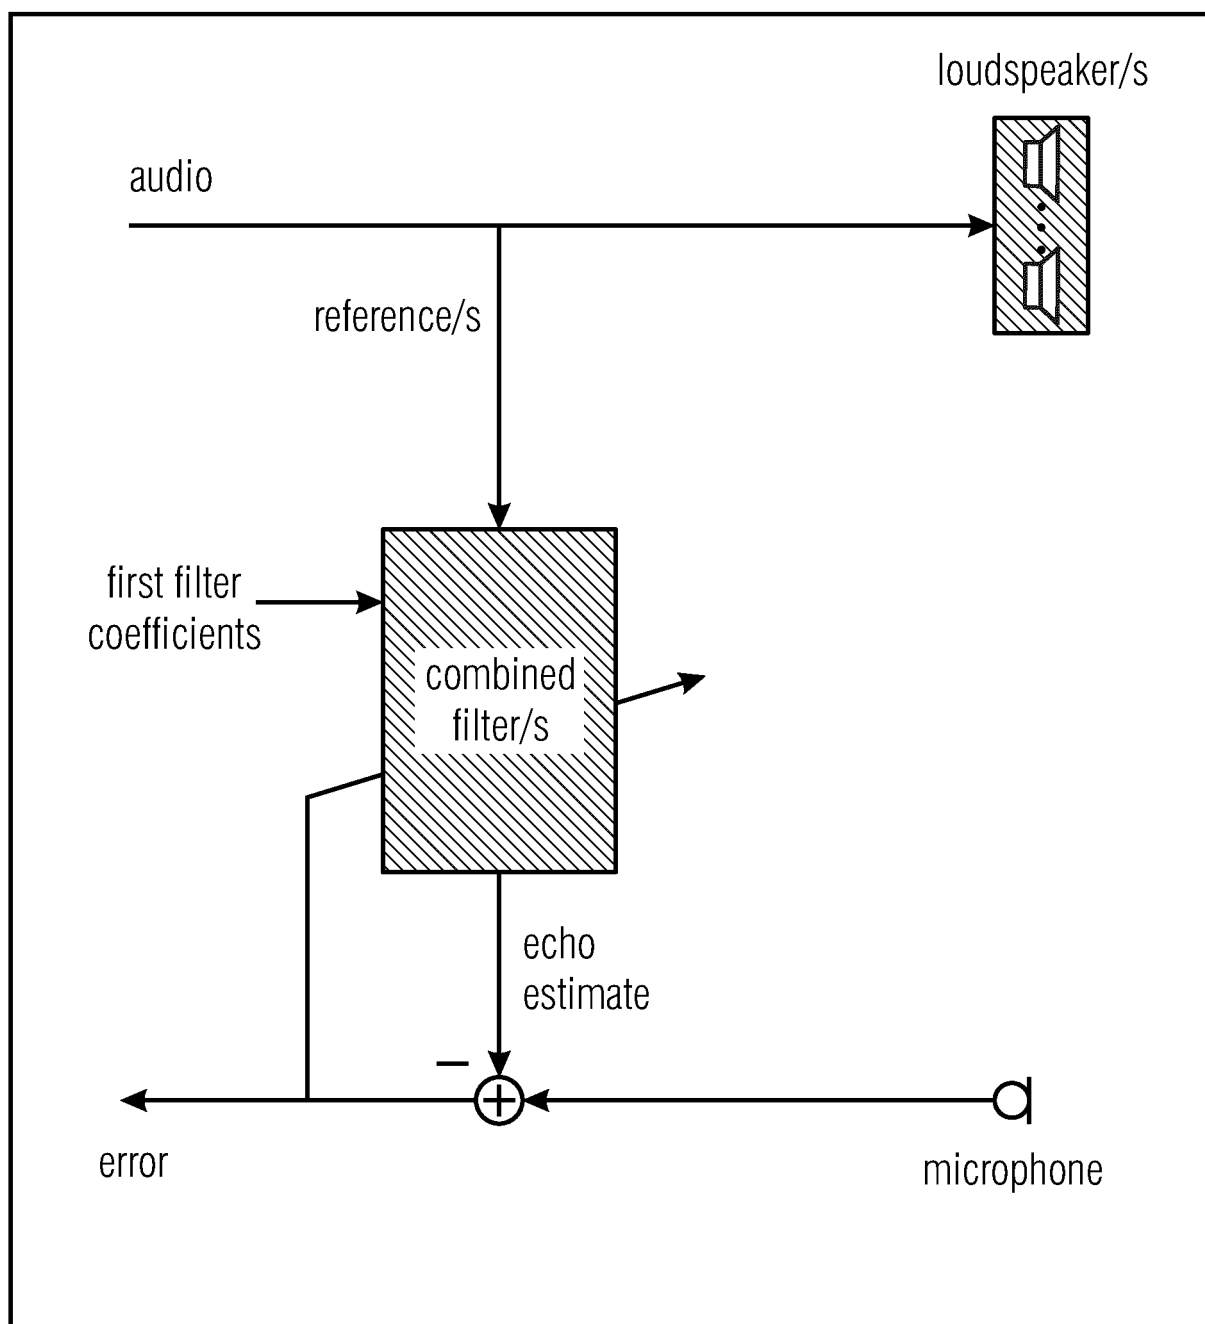 loudspeaker/s
audio
reference/s
first filter
coefficients
combined
filter/s
echo
estimate
error
microphone